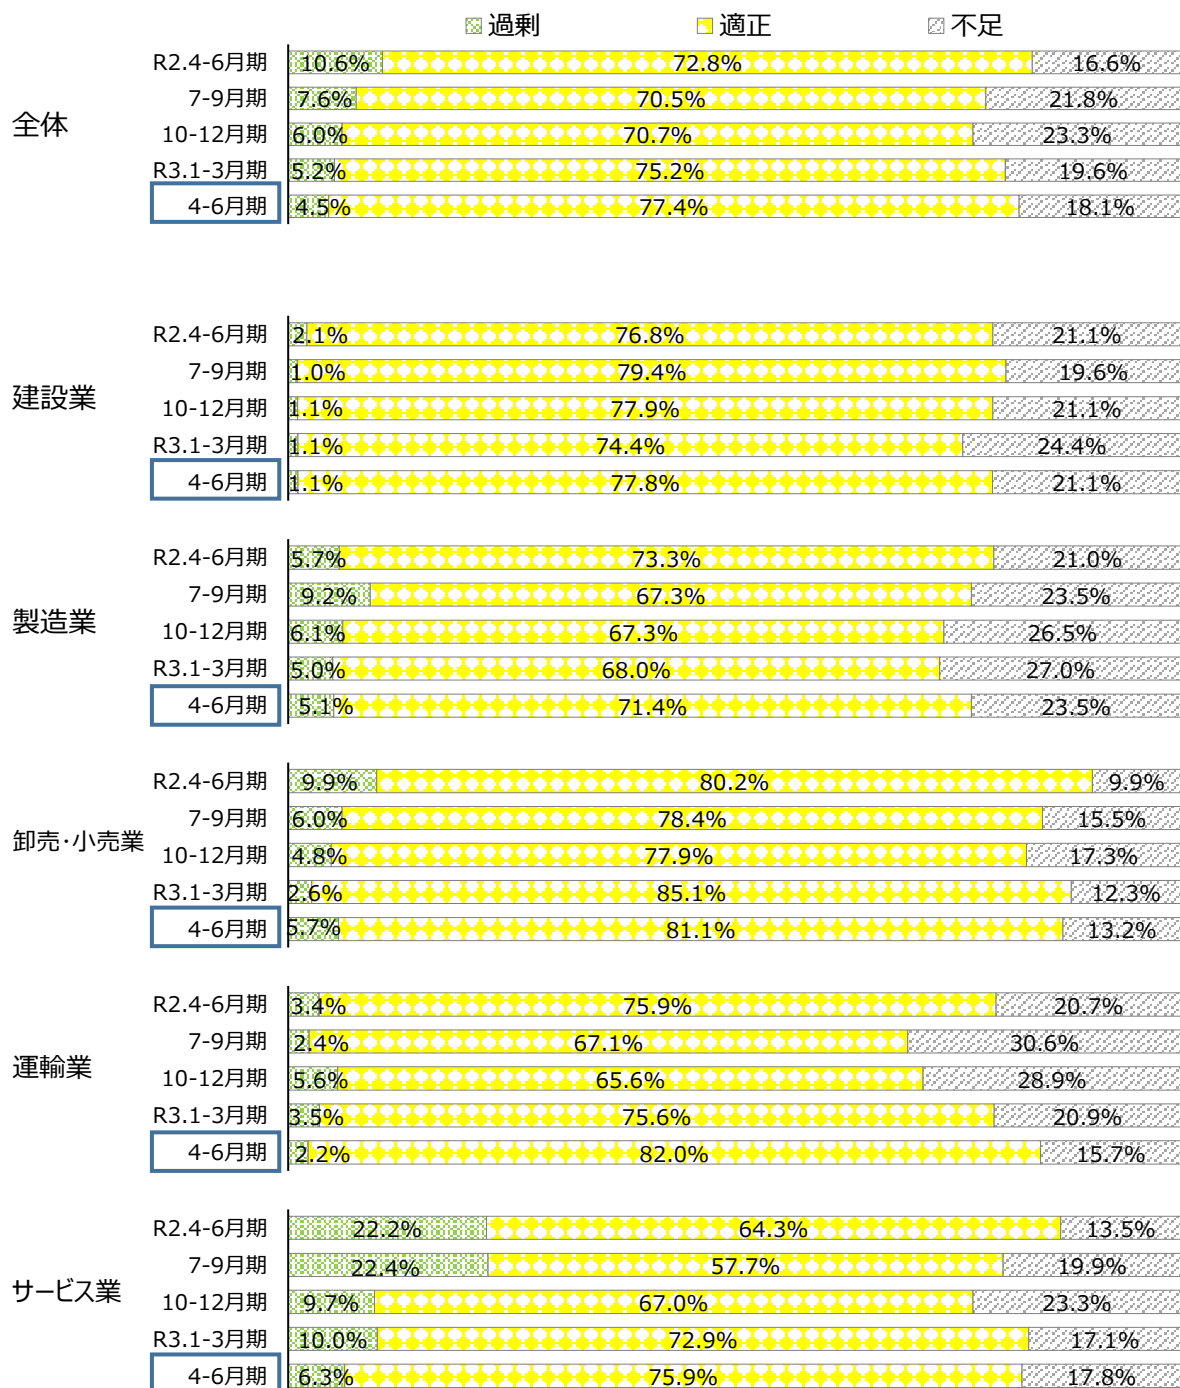 過剰 適正 不足
全体
R2.4-6月期 10.6% 72.8% 16.6%
7-9月期 7.6% 70.5% 21.8%
10-12月期 6.0% 70.7% 23.3%
R3.1-3月期 5.2% 75.2% 19.6%
4-6月期 4.5% 77.4% 18.1%
建設業
R2.4-6月期 2.1% 76.8% 21.1%
7-9月期 1.0% 79.4% 19.6%
10-12月期 1.1% 77.9% 21.1%
R3.1-3月期 1.1% 74.4% 24.4%
4-6月期 1.1% 77.8% 21.1%
製造業
R2.4-6月期 5.7% 73.3% 21.0%
7-9月期 9.2% 67.3% 23.5%
10-12月期 6.1% 67.3% 26.5%
R3.1-3月期 5.0% 68.0% 27.0%
4-6月期 5.1% 71.4% 23.5%
卸売・小売業
R2.4-6月期 9.9% 80.2% 9.9%
7-9月期 6.0% 78.4% 15.5%
10-12月期 4.8% 77.9% 17.3%
R3.1-3月期 2.6% 85.1% 12.3%
4-6月期 5.7% 81.1% 13.2%
運輸業
R2.4-6月期 3.4% 75.9% 20.7%
7-9月期 2.4% 67.1% 30.6%
10-12月期 5.6% 65.6% 28.9%
R3.1-3月期 3.5% 75.6% 20.9%
4-6月期 2.2% 82.0% 15.7%
サービス業
R2.4-6月期 22.2% 64.3% 13.5%
7-9月期 22.4% 57.7% 19.9%
10-12月期 9.7% 67.0% 23.3%
R3.1-3月期 10.0% 72.9% 17.1%
4-6月期 6.3% 75.9% 17.8%